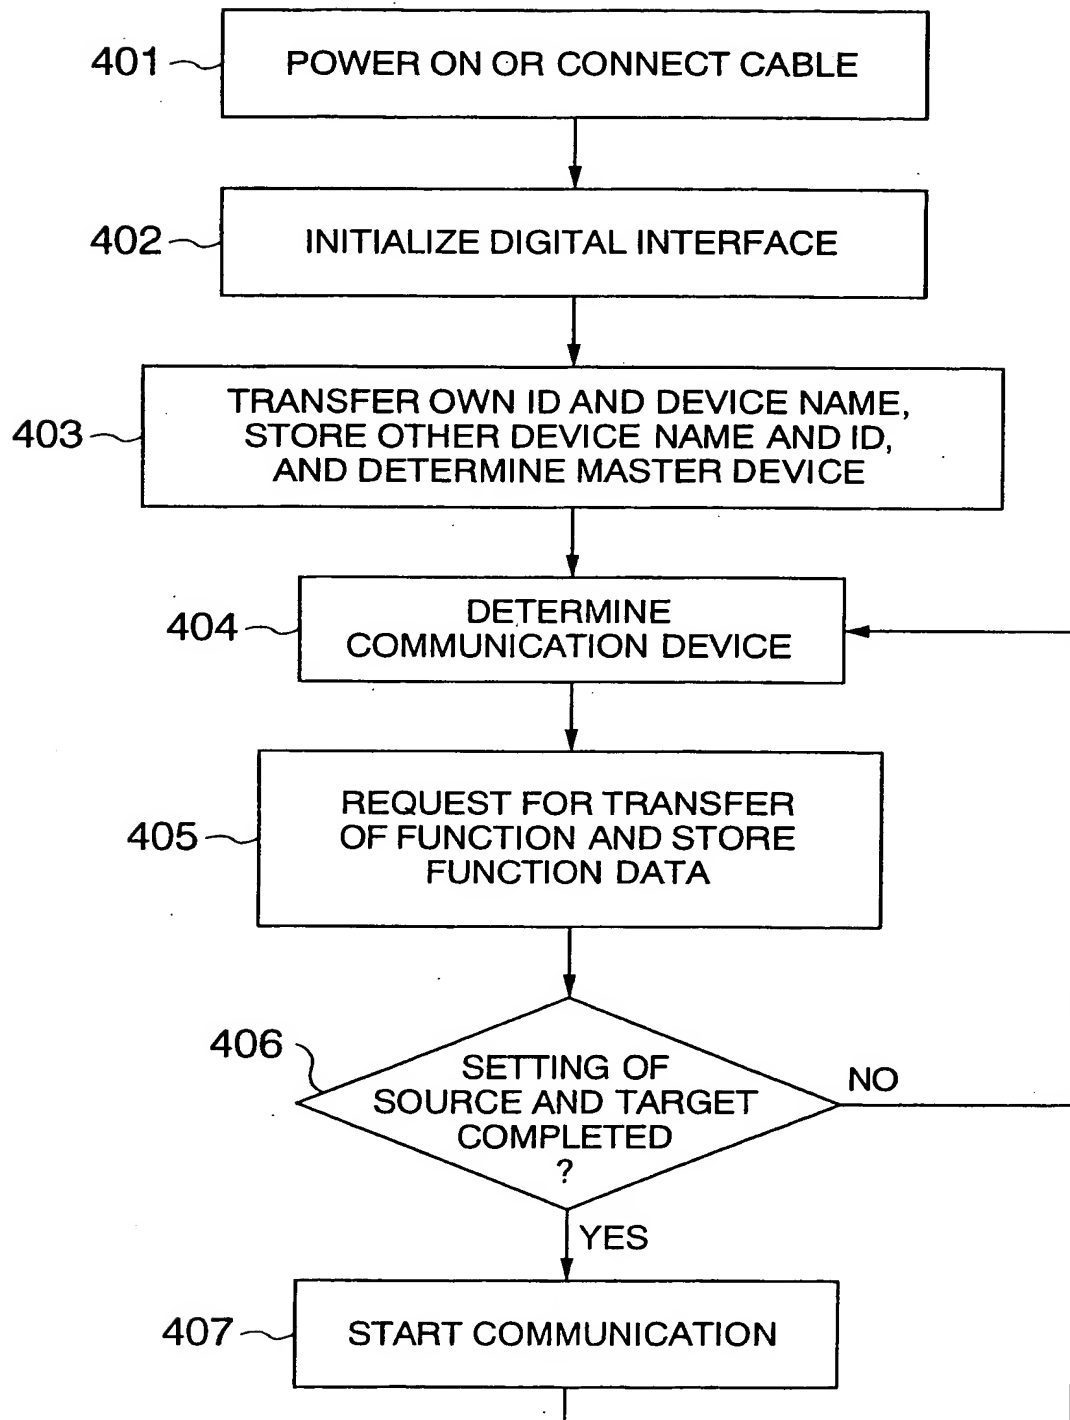 401
POWER ON OR CONNECT CABLE
402
INITIALIZE DIGITAL INTERFACE
403
TRANSFER OWN ID AND DEVICE NAME,
STORE OTHER DEVICE NAME AND ID,
AND DETERMINE MASTER DEVICE
404
DETERMINE
COMMUNICATION DEVICE
405
REQUEST FOR TRANSFER
OF FUNCTION AND STORE
FUNCTION DATA
406
SETTING OF
SOURCE AND TARGET
COMPLETED
?
NO
YES
407
START COMMUNICATION